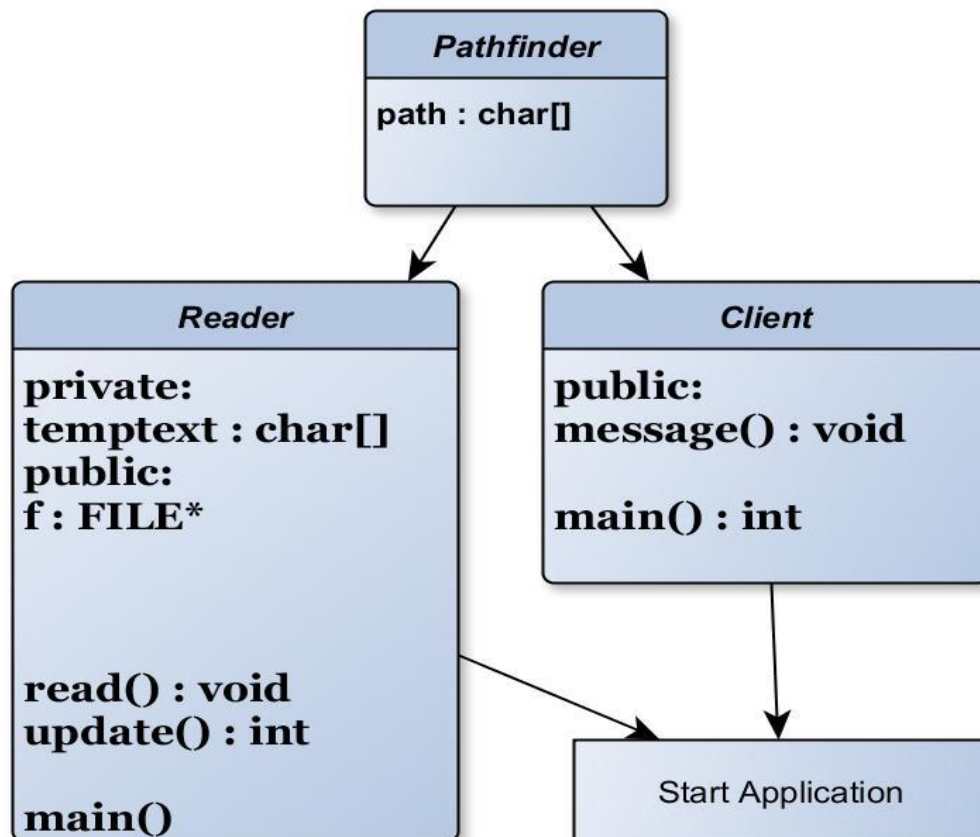 Pathfinder
path : char[]
Reader
private:
temptext : char[]
public:
f : FILE*
read() : void
update() : int
main()
Client
public:
message() : void
main() : int
Start Application